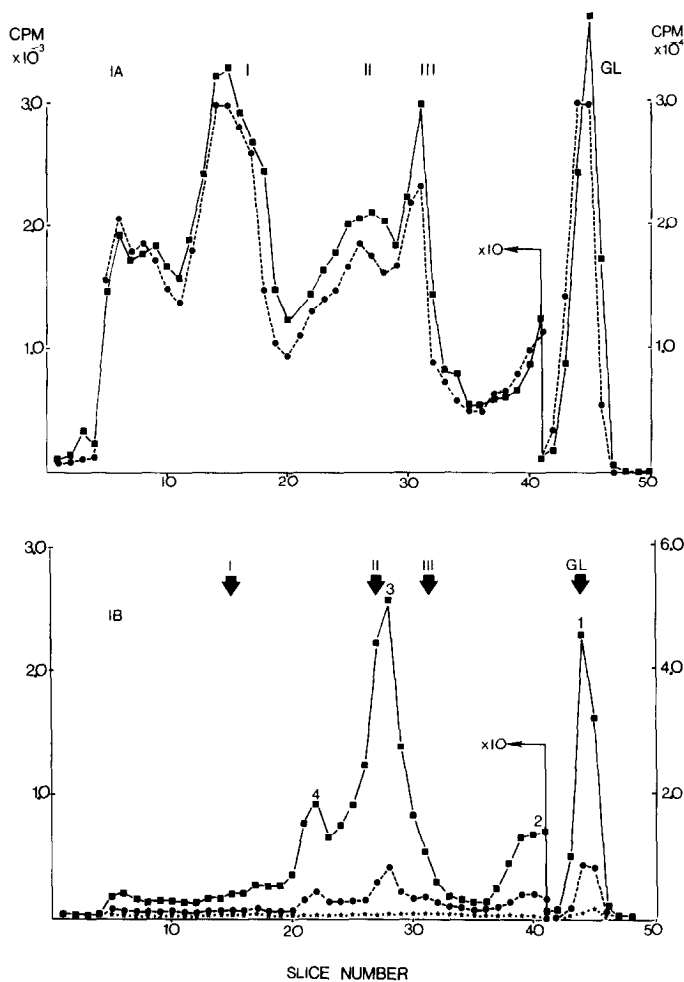 CPM CPM
x10⁻³ x10⁻⁴
IA I II III GL
3.0 3.0
2.0 2.0
x10
1.0 1.0
10 20 30 40 50
3.0 6.0
I II III GL
IB 3 1
2.0 4.0
x10
4 2
1.0 2.0
10 20 30 40 50
SLICE NUMBER